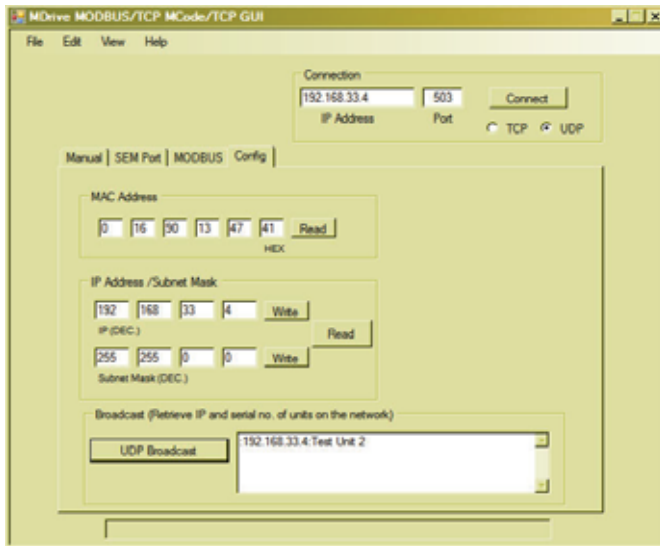 MDrive MODBUS/TCP MCode/TCP GUI
File Edit View Help
Connection
192.168.33.4 503 Connect
IP Address Port TCP UDP
Manual SEM Port MODBUS Config
MAC Address
0 16 90 13 47 41 Read
HEX
IP Address /Subnet Mask
192 168 33 4 Write
IP (DEC.)
Read
255 255 0 0 Write
Subnet Mask (DEC.)
Broadcast (Retrieve IP and serial no. of units on the network)
UDP Broadcast :192.168.33.4:Test Unit 2